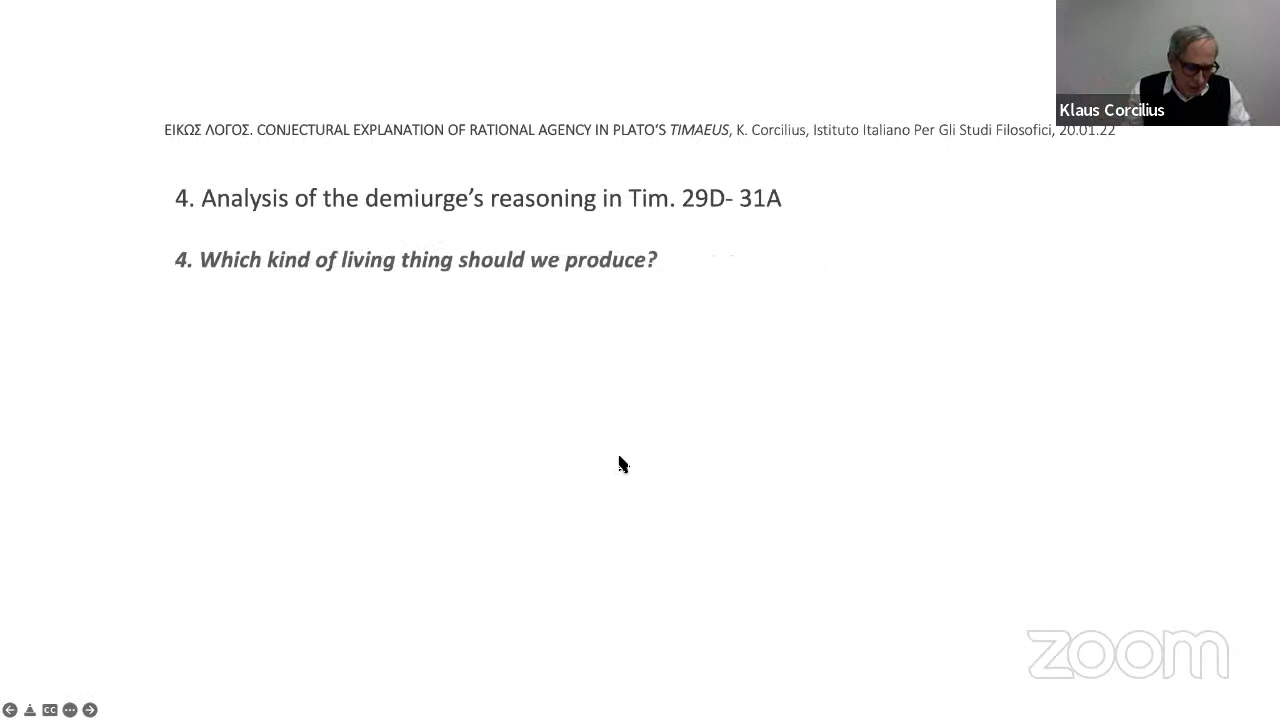 Klaus Corcilius
ΕΙΚΩΣ ΛΟΓΟΣ. CONJECTURAL EXPLANATION OF RATIONAL AGENCY IN PLATO‘S TIMAEUS, K. Corcilius, Istituto Italiano Per Gli Studi Filosofici, 20.01.22
4. Analysis of the demiurge’s reasoning in Tim. 29D- 31A
4. Which kind of living thing should we produce?
zoom
CC